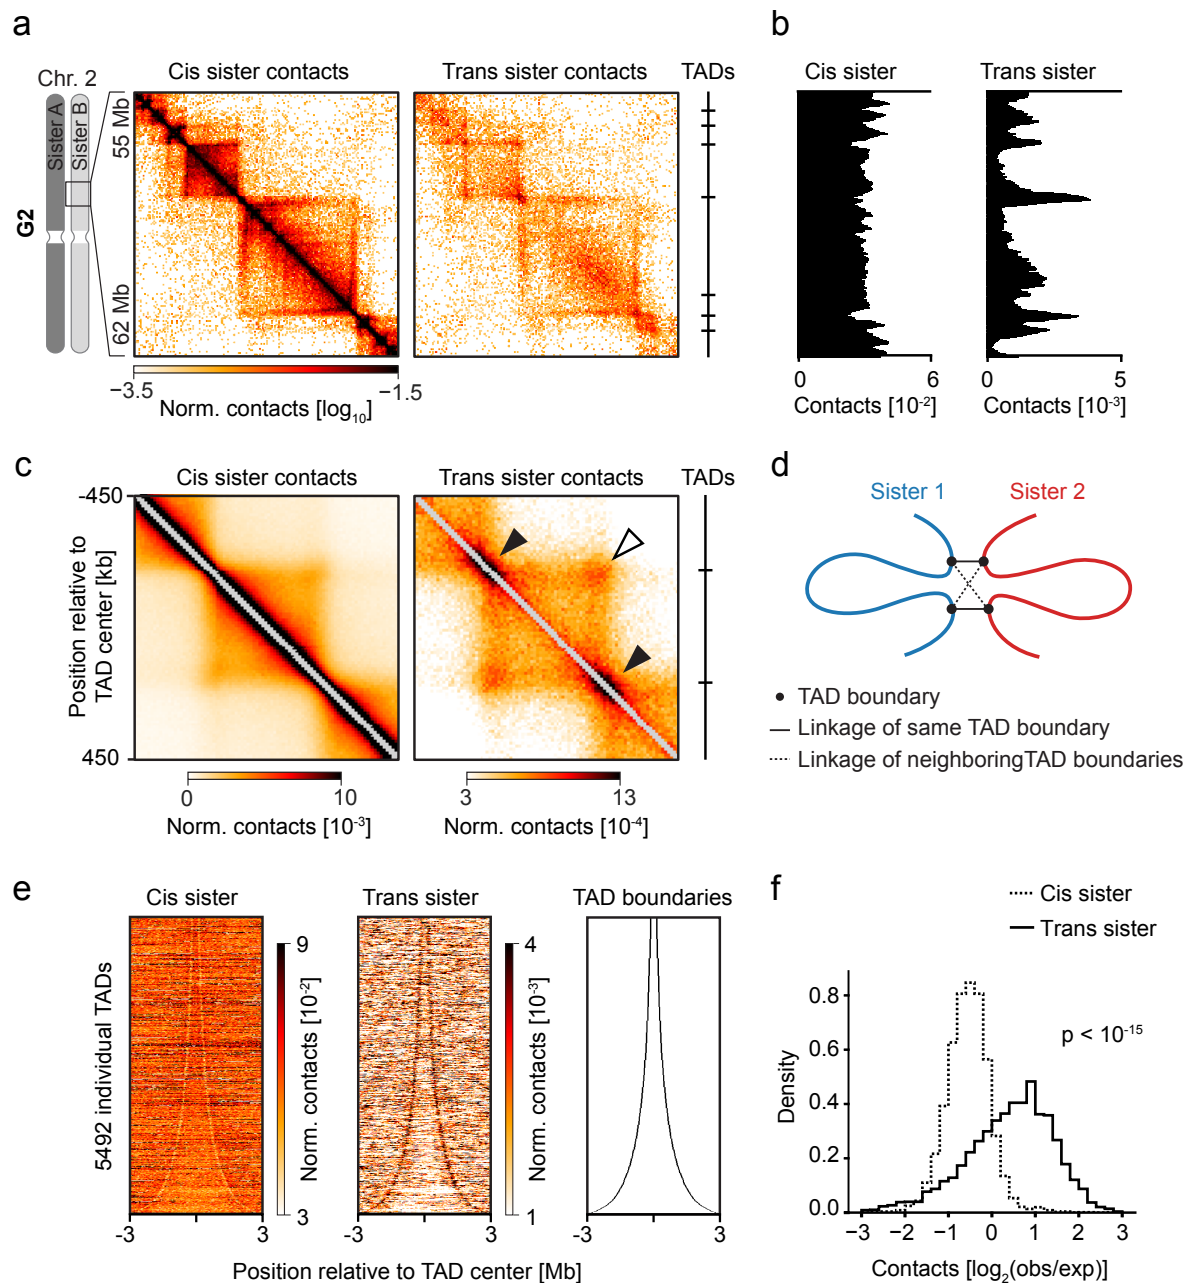 a
Cis sister contacts
Trans sister contacts
TADs
Chr. 2
Sister A
Sister B
G2
55 Mb
62 Mb
−3.5
−1.5
Norm. contacts [log10]
b
Cis sister
Trans sister
0
6
0
5
Contacts [10-2]
Contacts [10-3]
c
Cis sister contacts
Trans sister contacts
TADs
-450
450
Position relative to
TAD center [kb]
0
10
Norm. contacts [10-3]
3
13
Norm. contacts [10-4]
d
Sister 1
Sister 2
TAD boundary
Linkage of same TAD boundary
Linkage of neighboringTAD boundaries
e
Cis sister
Trans sister
TAD boundaries
5492 individual TADs
9
3
Norm. contacts [10-2]
4
1
Norm. contacts [10-3]
-3
3
-3
3
-3
3
Position relative to TAD center [Mb]
f
Cis sister
Trans sister
p < 10-15
Density
0.8
0.6
0.4
0.2
0.0
−3
−2
−1
0
1
2
3
Contacts [log2(obs/exp)]